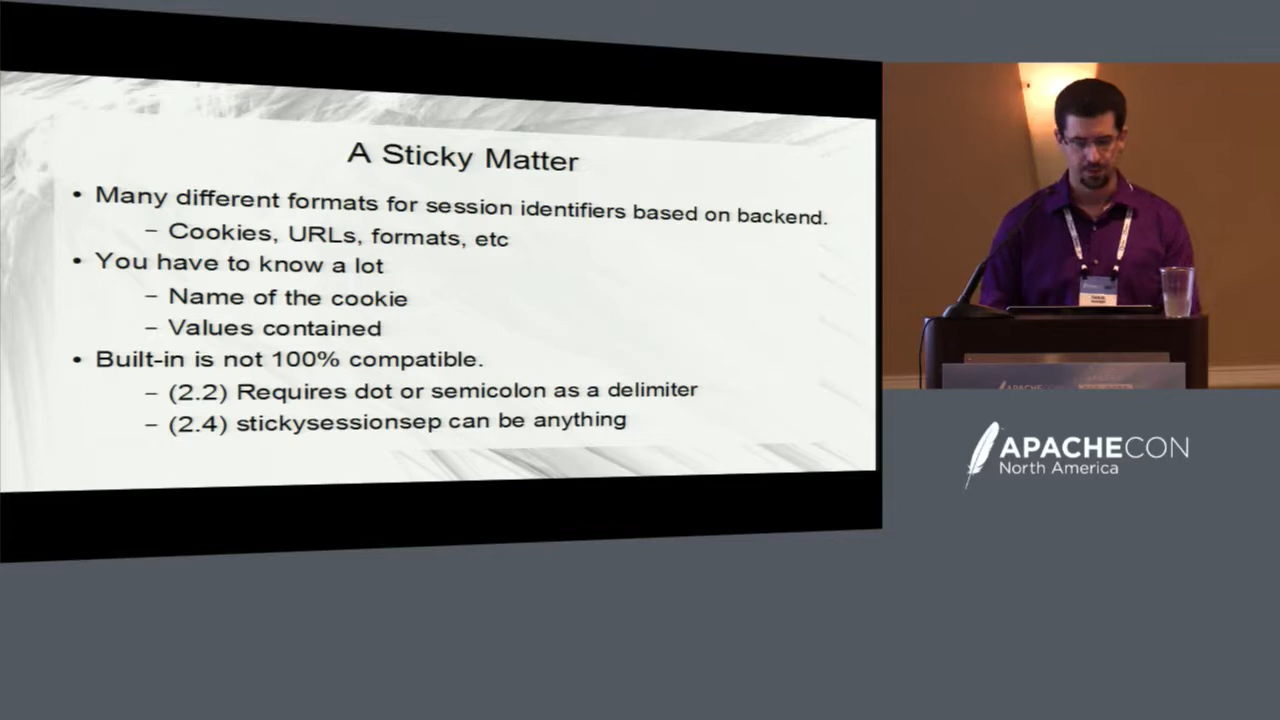 A Sticky Matter
• Many different formats for session identifiers based on backend.
– Cookies, URLs, formats, etc
• You have to know a lot
– Name of the cookie
– Values contained
• Built-in is not 100% compatible.
– (2.2) Requires dot or semicolon as a delimiter
– (2.4) stickysessionsep can be anything
APACHECON
North America